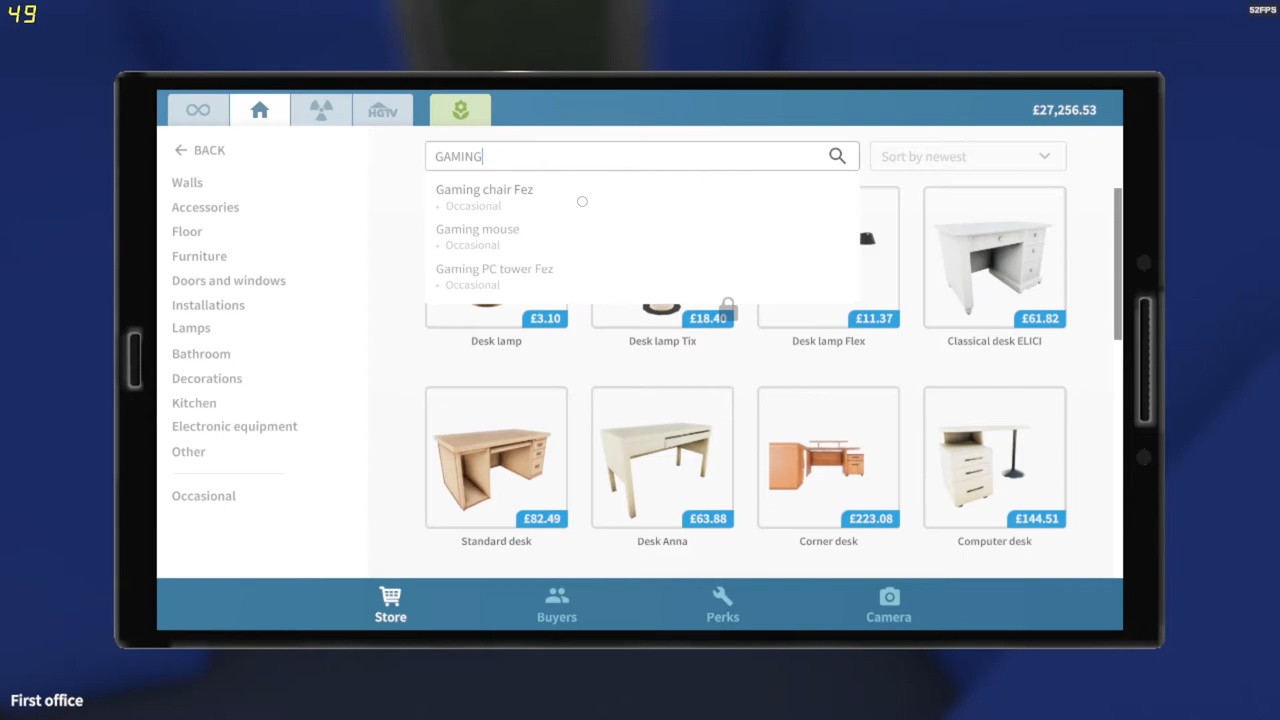 49
52FPS
HGTV
£27,256.53
BACK
GAMING
Sort by newest
Walls
Accessories
Floor
Furniture
Doors and windows
Installations
Lamps
Bathroom
Decorations
Kitchen
Electronic equipment
Other
Occasional
Gaming chair Fez
• Occasional
Gaming mouse
• Occasional
Gaming PC tower Fez
• Occasional
£3.10
£18.40
£11.37
£61.82
Desk lamp
Desk lamp Tix
Desk lamp Flex
Classical desk ELICI
£82.49
£63.88
£223.08
£144.51
Standard desk
Desk Anna
Corner desk
Computer desk
Store
Buyers
Perks
Camera
First office